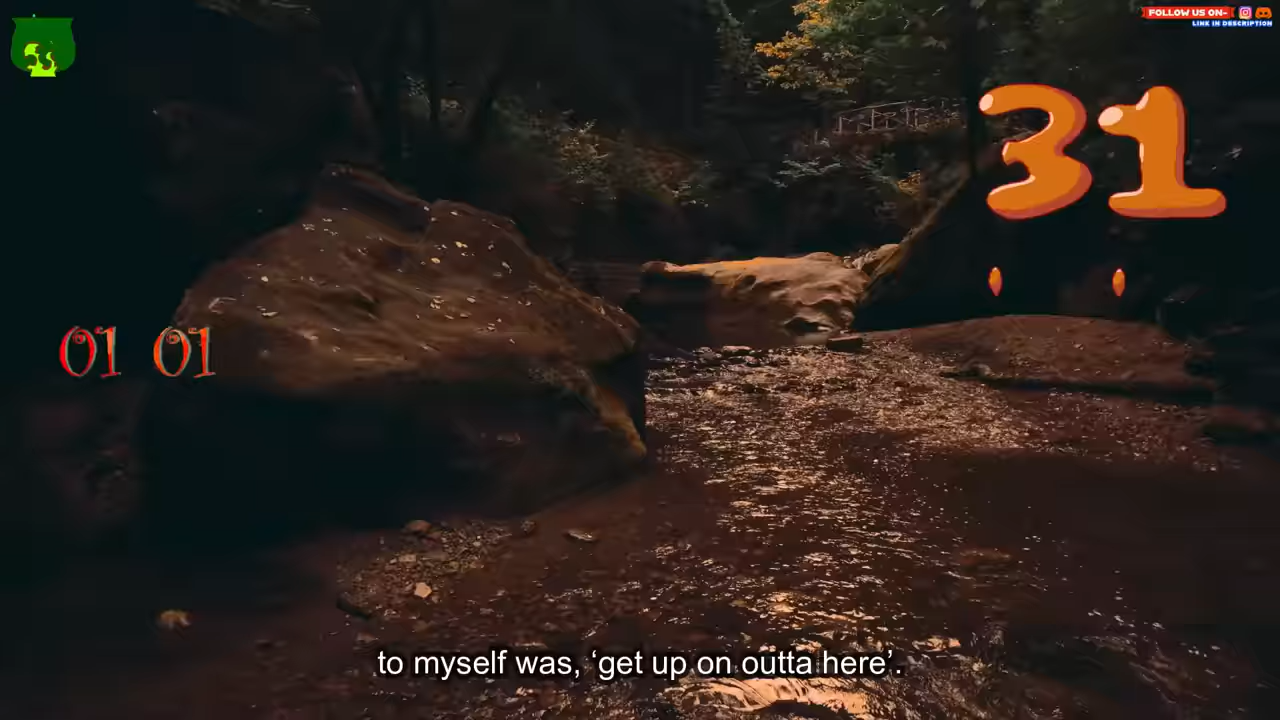 FOLLOW US ON-
LINK IN DESCRIPTION
31
01 01
to myself was, ‘get up on outta here’.